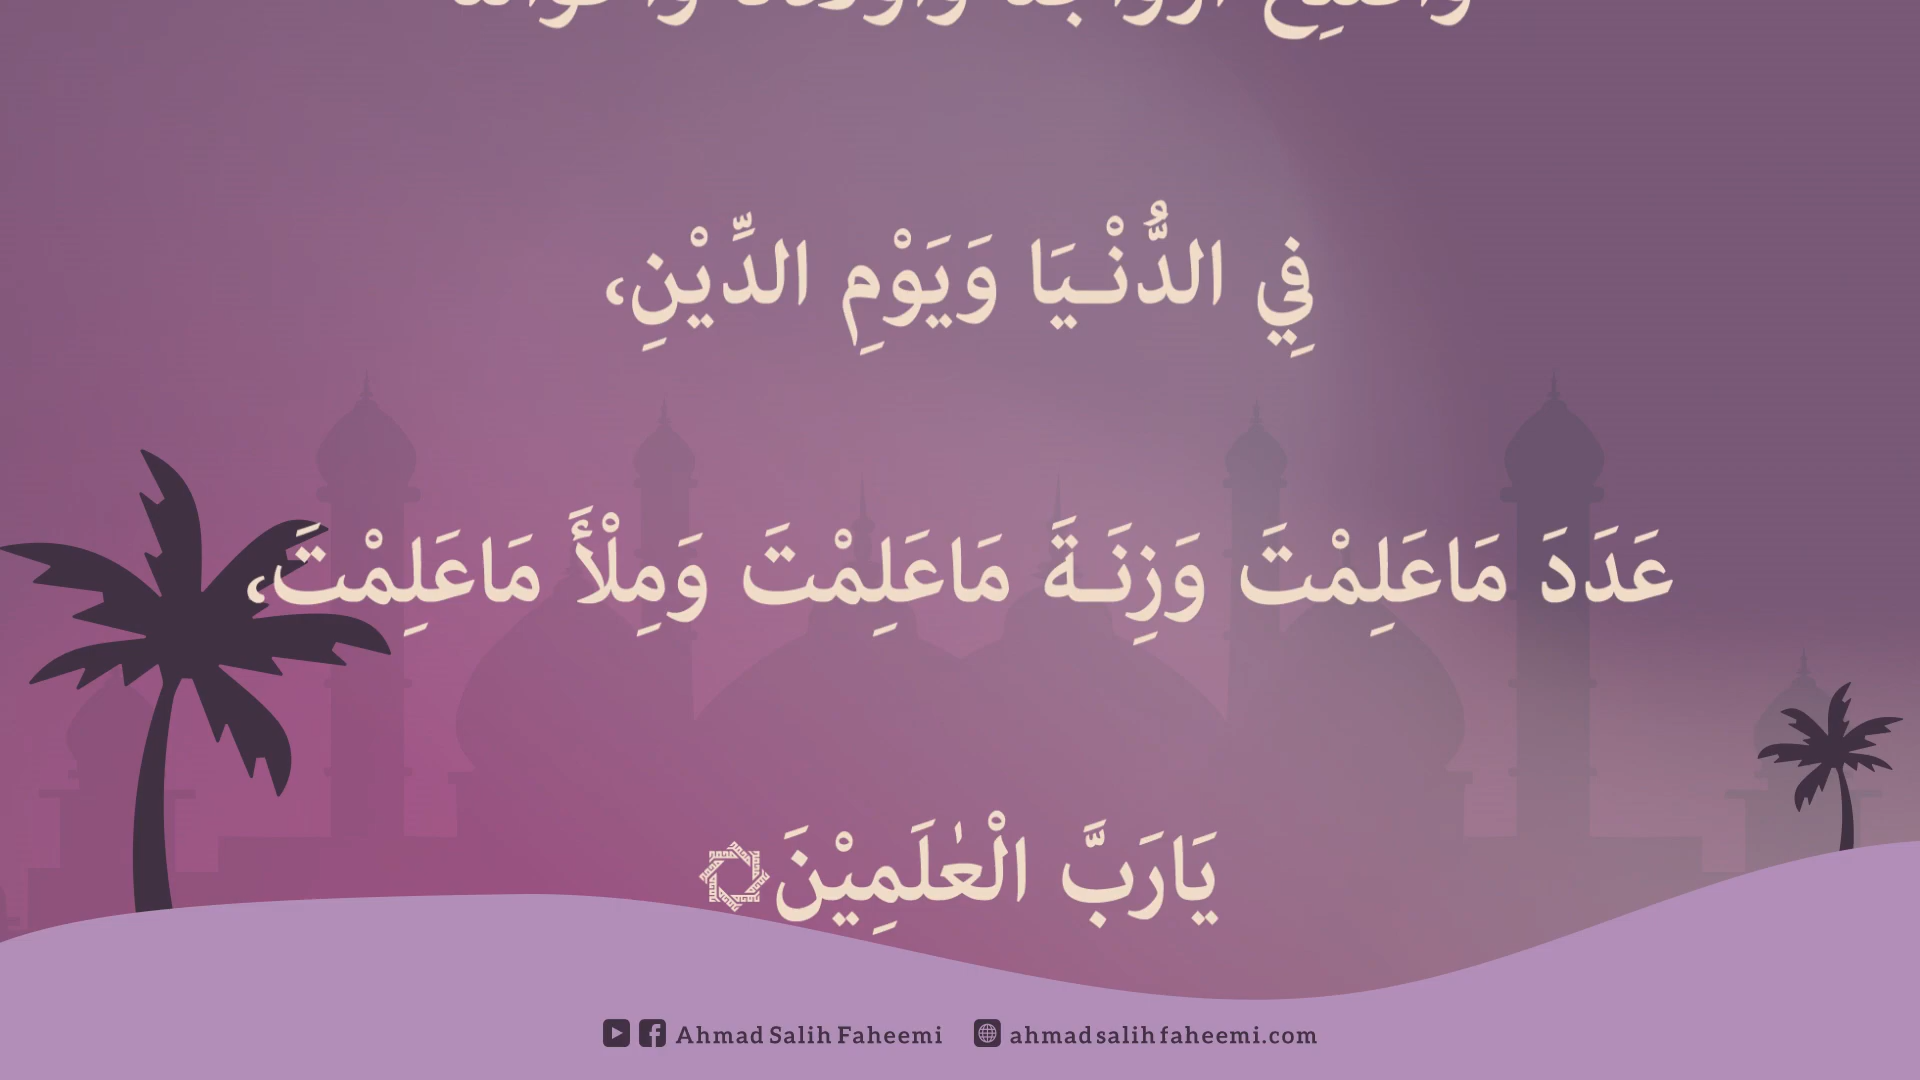 فِي الدُّنْـيَا وَيَوْمِ الدِّيْنِ،
عَدَدَ مَاعَلِمْتَ وَزِنَـةَ مَاعَلِمْتَ وَمِلْأَ مَاعَلِمْتَ،
يَارَبَّ الْعٰلَمِيْنَ۞
Ahmad Salih Faheemi ahmadsalihfaheemi.com